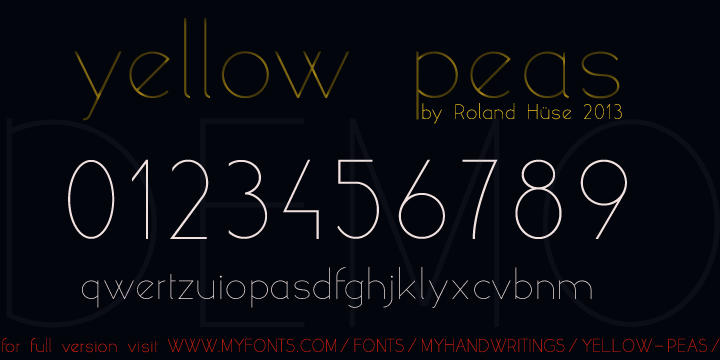 yellow peas
by Roland Hüse 2013
DEMO
0123456789
qwertzuiopasdfghjklyxcvbnm
for full version visit WWW.MYFONTS.COM/FONTS/MYHANDWRITINGS/YELLOW-PEAS/